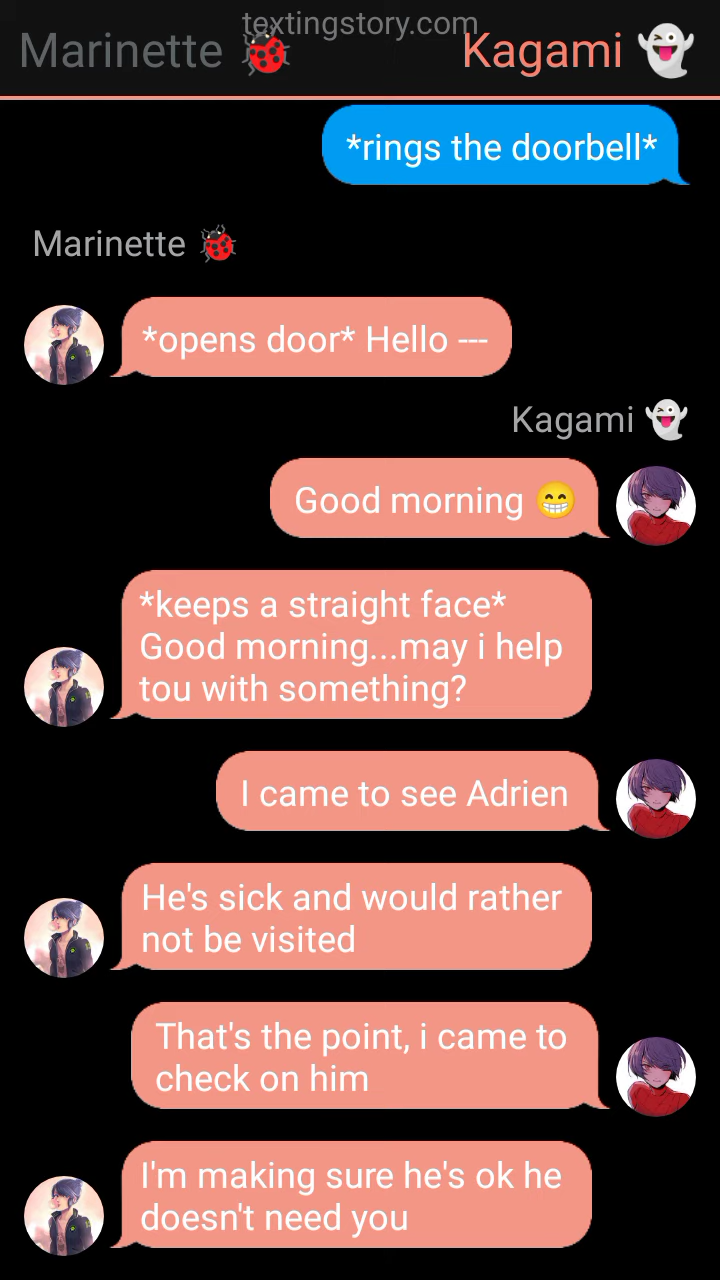 textingstory.com
Marinette 🐞 Kagami 👻
*rings the doorbell*
Marinette 🐞
*opens door* Hello ---
Kagami 👻
Good morning 😁
*keeps a straight face*
Good morning...may i help
tou with something?
I came to see Adrien
He's sick and would rather
not be visited
That's the point, i came to
check on him
I'm making sure he's ok he
doesn't need you